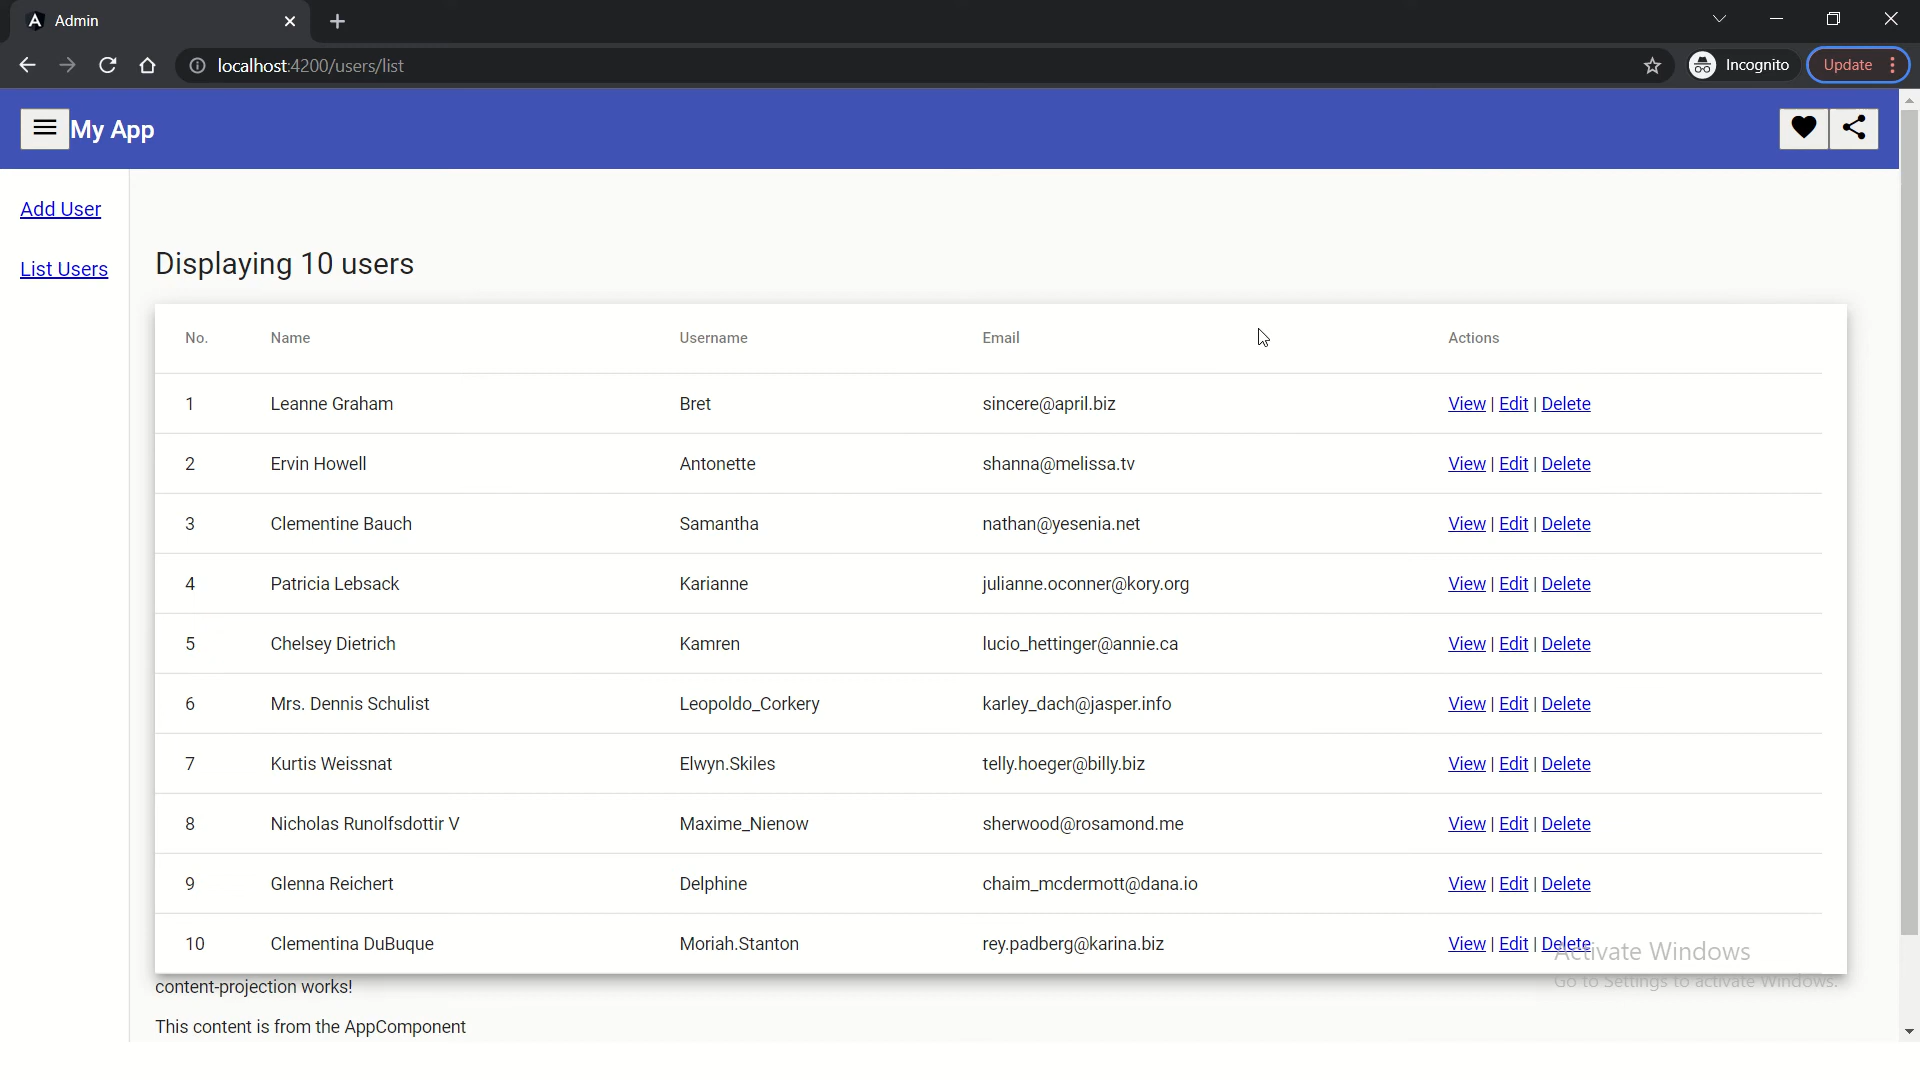 Admin
localhost:4200/users/list
Incognito
Update
My App
Add User
List Users
Displaying 10 users
No. Name Username Email Actions
1 Leanne Graham Bret sincere@april.biz View | Edit | Delete
2 Ervin Howell Antonette shanna@melissa.tv View | Edit | Delete
3 Clementine Bauch Samantha nathan@yesenia.net View | Edit | Delete
4 Patricia Lebsack Karianne julianne.oconner@kory.org View | Edit | Delete
5 Chelsey Dietrich Kamren lucio_hettinger@annie.ca View | Edit | Delete
6 Mrs. Dennis Schulist Leopoldo_Corkery karley_dach@jasper.info View | Edit | Delete
7 Kurtis Weissnat Elwyn.Skiles telly.hoeger@billy.biz View | Edit | Delete
8 Nicholas Runolfsdottir V Maxime_Nienow sherwood@rosamond.me View | Edit | Delete
9 Glenna Reichert Delphine chaim_mcdermott@dana.io View | Edit | Delete
10 Clementina DuBuque Moriah.Stanton rey.padberg@karina.biz View | Edit | Delete
Activate Windows
Go to Settings to activate Windows.
content-projection works!
This content is from the AppComponent